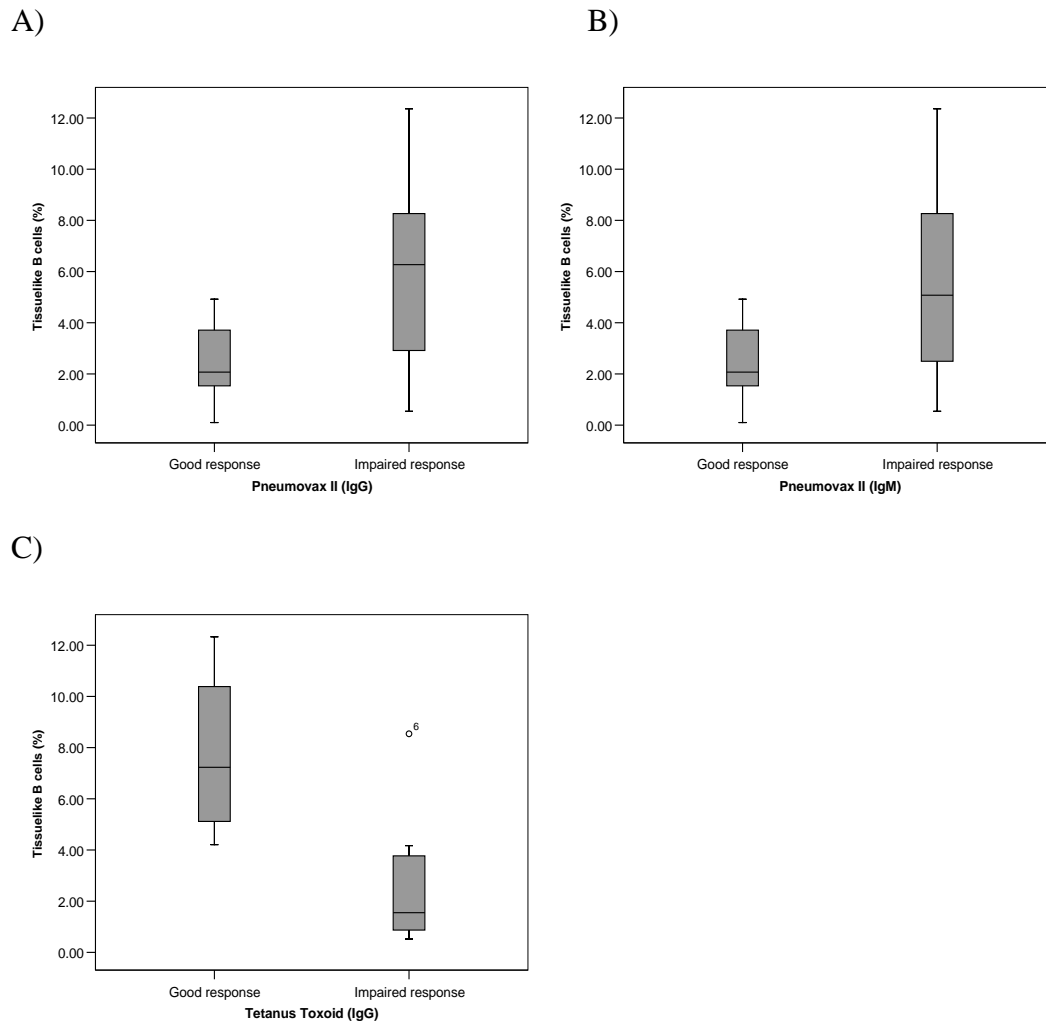 A)
B)
Tissuelike B cells (%)
12.00
10.00
8.00
6.00
4.00
2.00
0.00
Good response
Impaired response
Pneumovax II (IgG)
Tissuelike B cells (%)
12.00
10.00
8.00
6.00
4.00
2.00
0.00
Good response
Impaired response
Pneumovax II (IgM)
C)
Tissuelike B cells (%)
12.00
10.00
8.00
6.00
4.00
2.00
0.00
6
Good response
Impaired response
Tetanus Toxoid (IgG)